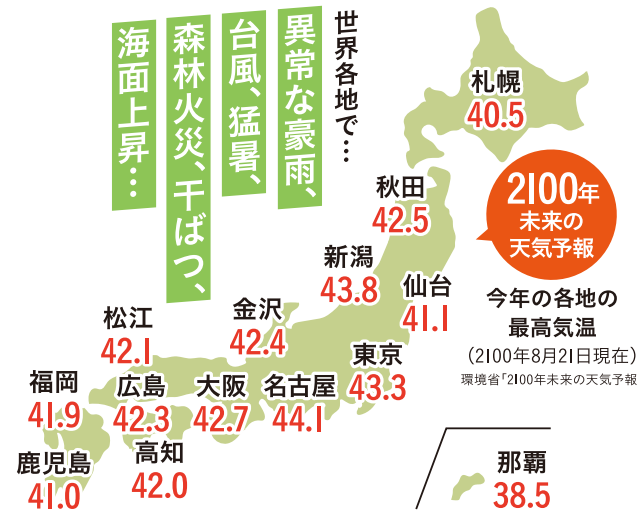 世界各地で…
異常な豪雨、
台風、猛暑、
森林火災、干ばつ、
海面上昇…
札幌
40.5
秋田
42.5
2100年
未来の
天気予報
新潟
43.8
仙台
41.1
今年の各地の
最高気温
（2100年8月21日現在）
環境省「2100年未来の天気予報
松江
42.1
金沢
42.4
東京
43.3
福岡
41.9
広島
42.3
大阪
42.7
名古屋
44.1
鹿児島
41.0
高知
42.0
那覇
38.5